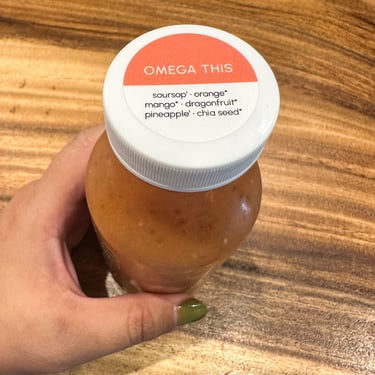 OMEGA THIS
soursop' · orange*
mango* · dragonfruit*
pineapple' · chia seed*